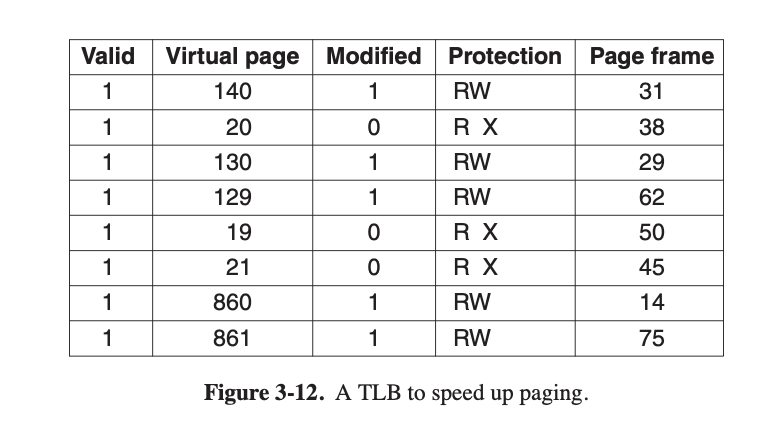 Valid Virtual page Modified Protection Page frame
1 140 1 RW 31
1 20 0 R X 38
1 130 1 RW 29
1 129 1 RW 62
1 19 0 R X 50
1 21 0 R X 45
1 860 1 RW 14
1 861 1 RW 75
Figure 3-12. A TLB to speed up paging.